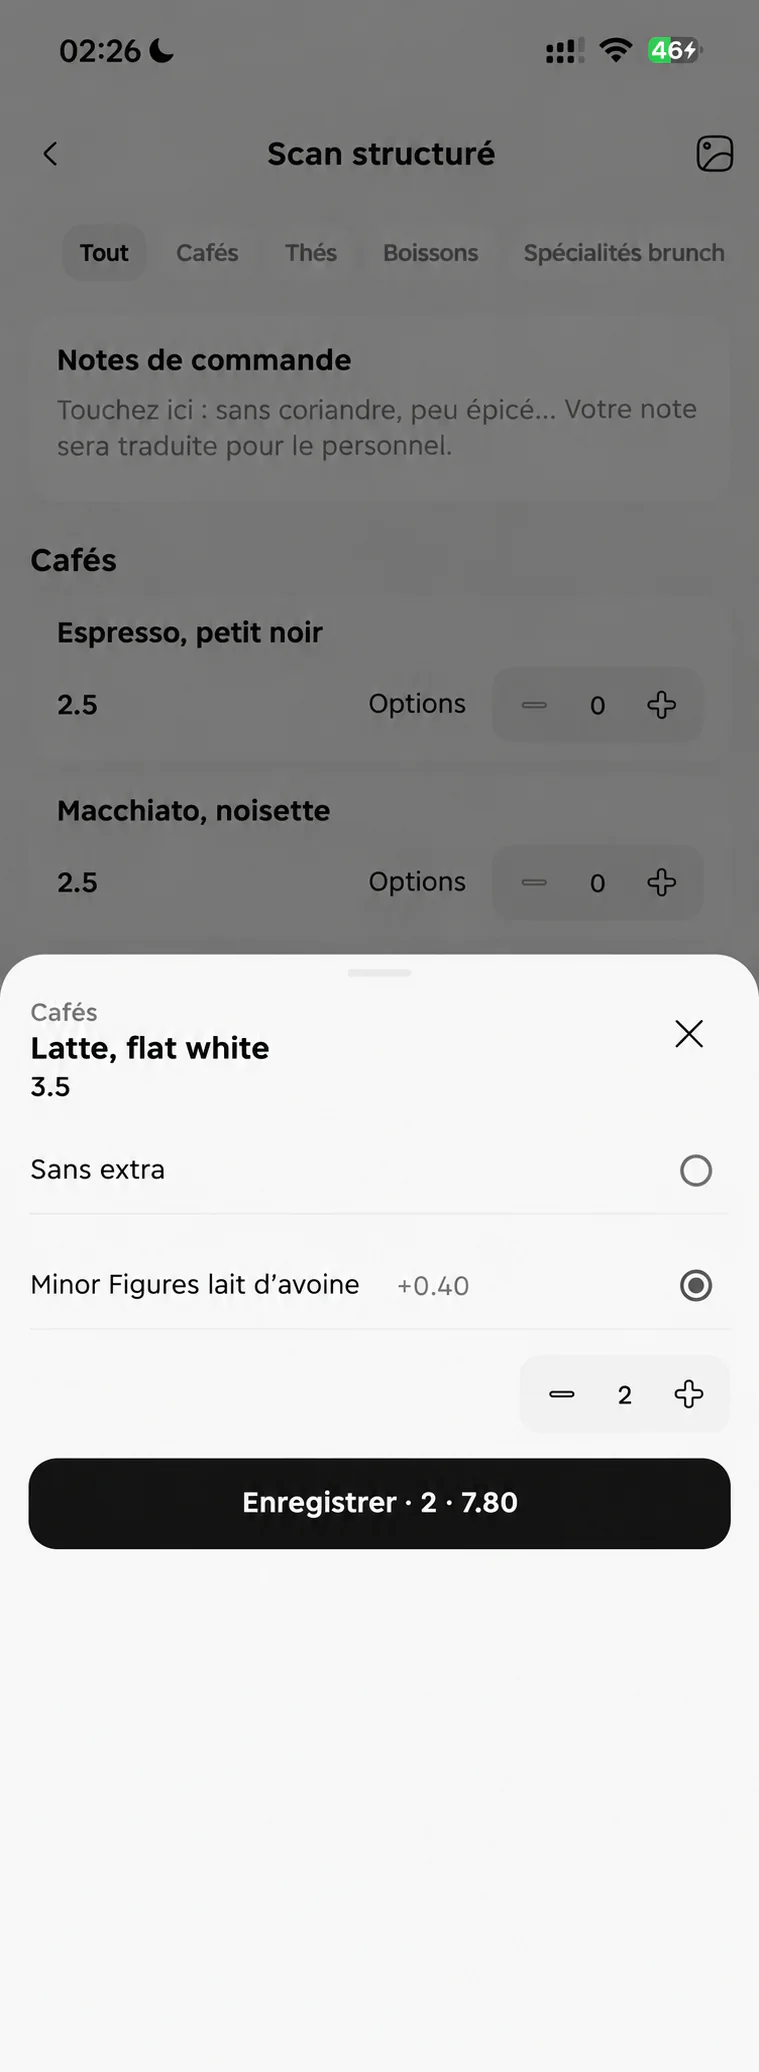 02:26
46
Scan structuré
Tout Cafés Thés Boissons Spécialités brunch
Notes de commande
Touchez ici : sans coriandre, peu épicé... Votre note
sera traduite pour le personnel.
Cafés
Espresso, petit noir
2.5 Options 0
Macchiato, noisette
2.5 Options 0
Cafés
Latte, flat white
3.5
Sans extra
Minor Figures lait d’avoine +0.40
2
Enregistrer · 2 · 7.80